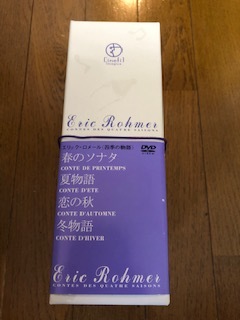 Eric Rohmer
CONTES DES QUATRE SAISONS
エリック・ロメール/四季の物語
DVD
春のソナタ
CONTE DE PRINTEMPS
夏物語
CONTE D'ETE
恋の秋
CONTE D'AUTOMNE
冬物語
CONTE D'HIVER
Eric Rohmer
CONTES DES QUATRE SAISONS